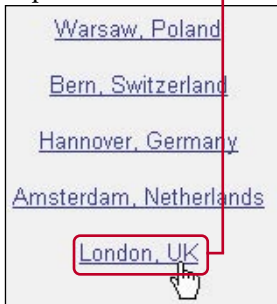 Warsaw, Poland
Bern, Switzerland
Hannover, Germany
Amsterdam, Netherlands
London, UK